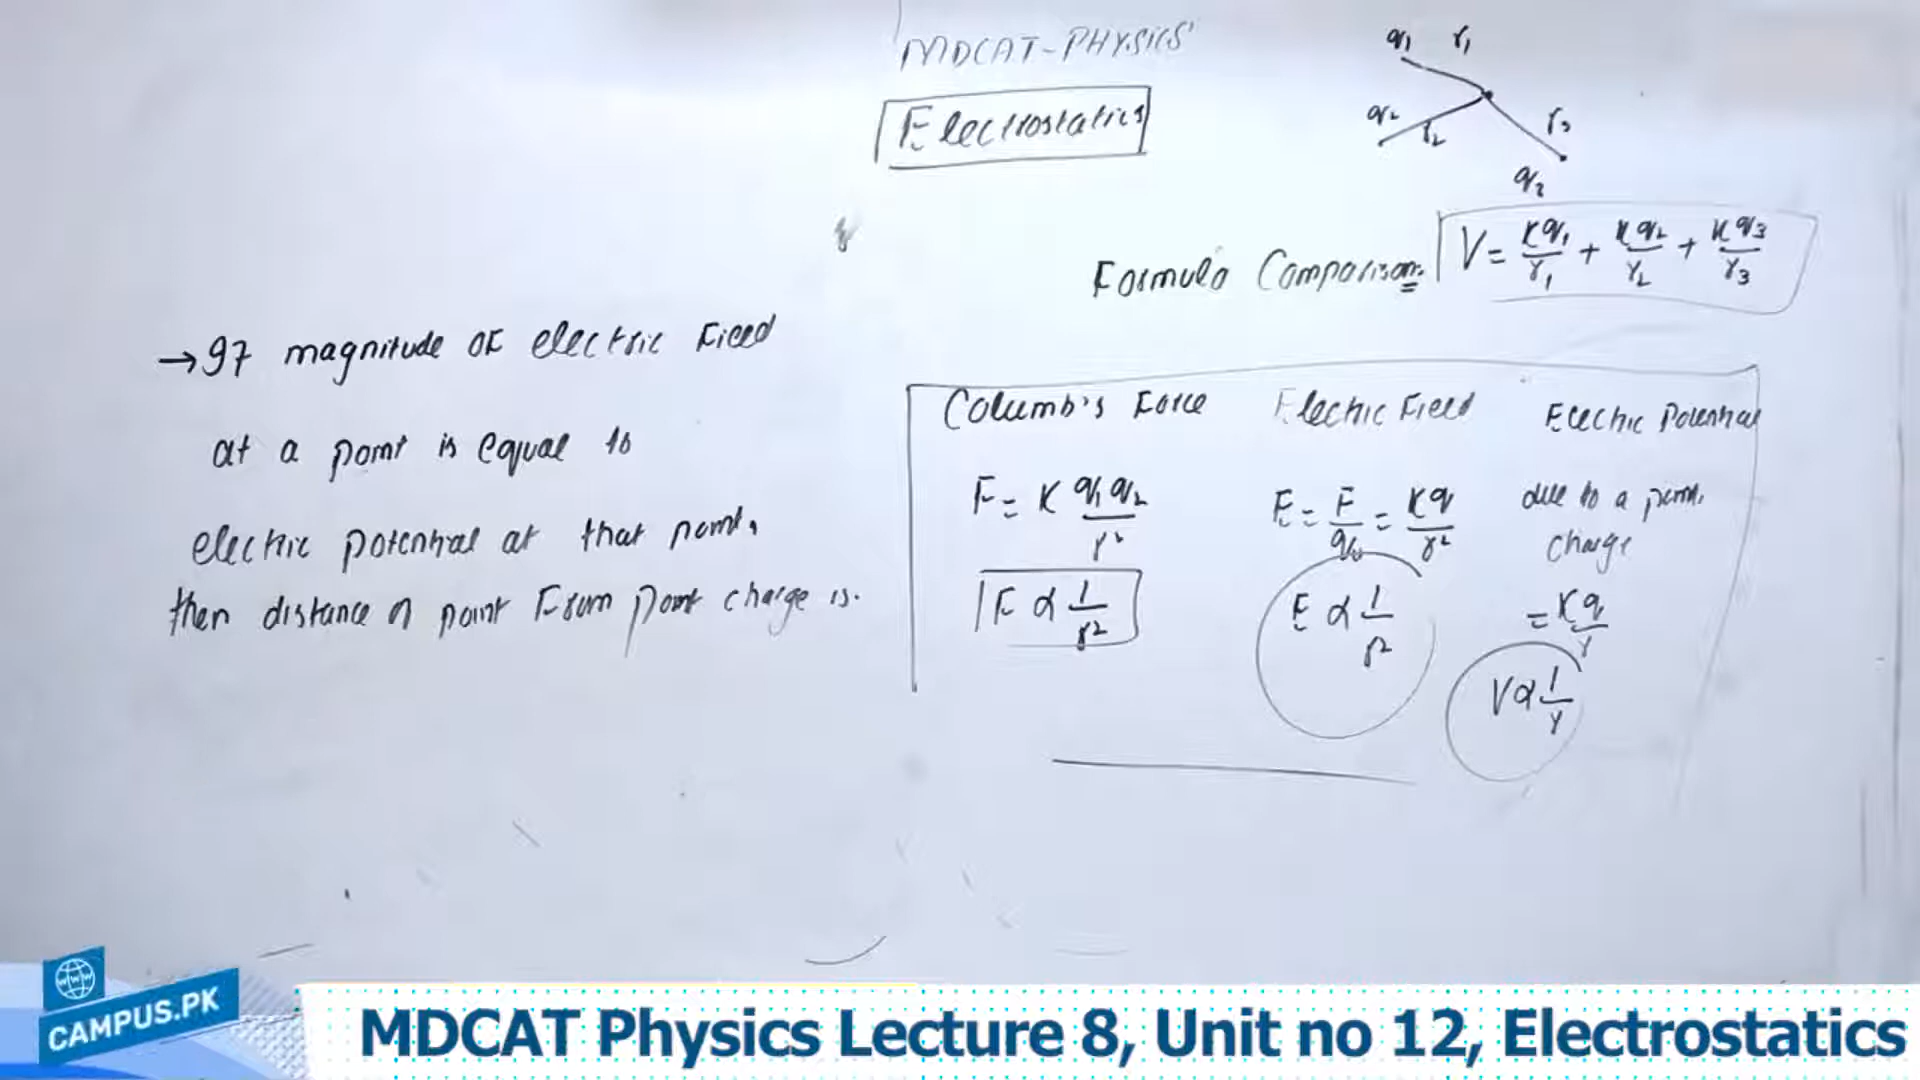 MDCAT-PHYSICS
Electrostatics
q₁ r₁
q₂ r₂
r₃
q₃
Formula Comparison
V = Kq₁/r₁ + Kq₂/r₂ + Kq₃/r₃
→ If magnitude of electric Field
at a point is equal to
electric potential at that point,
then distance of point From point charge is.
Columb's Force
F = K q₁q₂/r²
F ∝ 1/r²
Electric Field
E = F/q₀ = Kq/r²
E ∝ 1/r²
Electric Potential
due to a point
charge
= Kq/r
V ∝ 1/r
WWW
CAMPUS.PK
MDCAT Physics Lecture 8, Unit no 12, Electrostatics